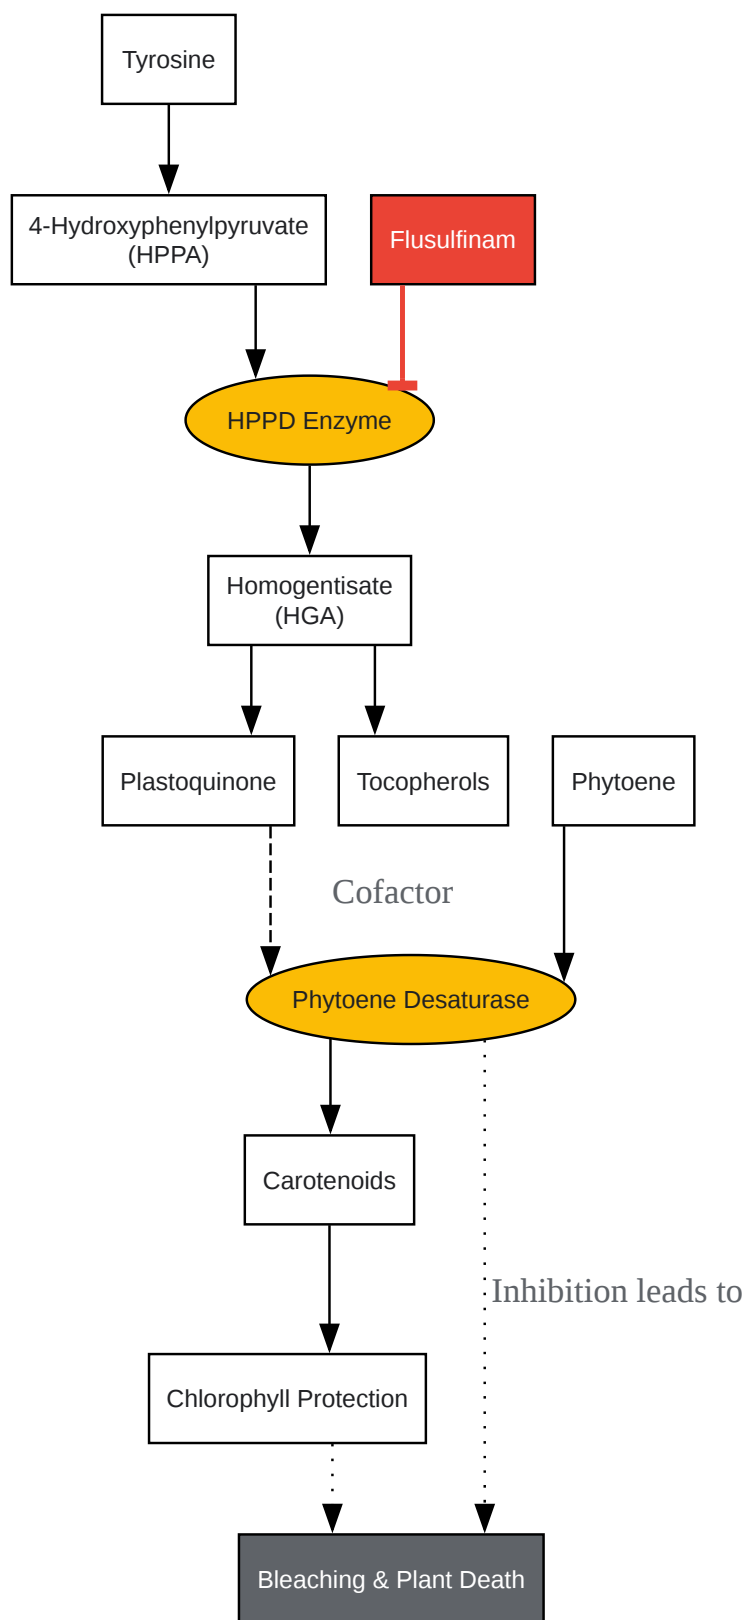 Tyrosine
4-Hydroxyphenylpyruvate
(HPPA)
Flusulfinam
HPPD Enzyme
Homogentisate
(HGA)
Plastoquinone
Tocopherols
Phytoene
Cofactor
Phytoene Desaturase
Carotenoids
Inhibition leads to
Chlorophyll Protection
Bleaching & Plant Death